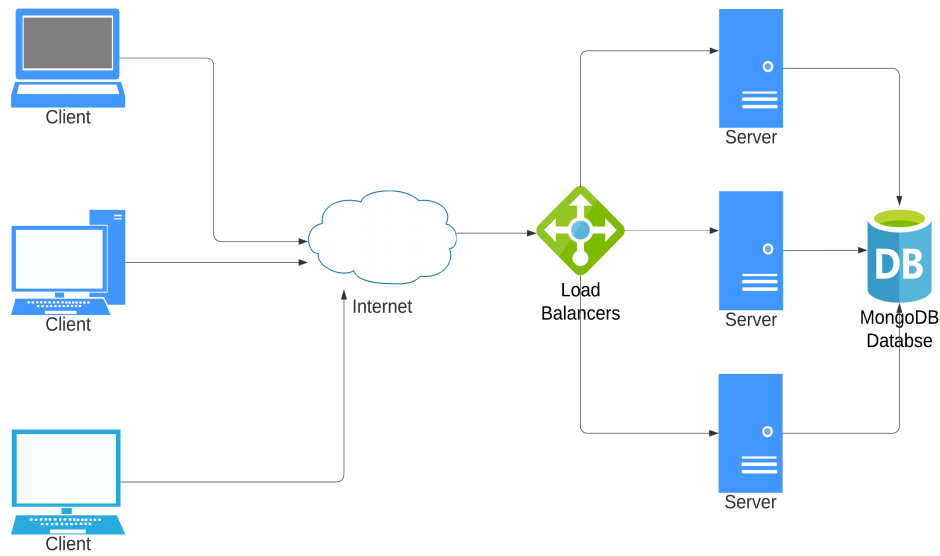 Client
Client
Client
Internet
Load
Balancers
Server
Server
Server
DB
MongoDB
Databse